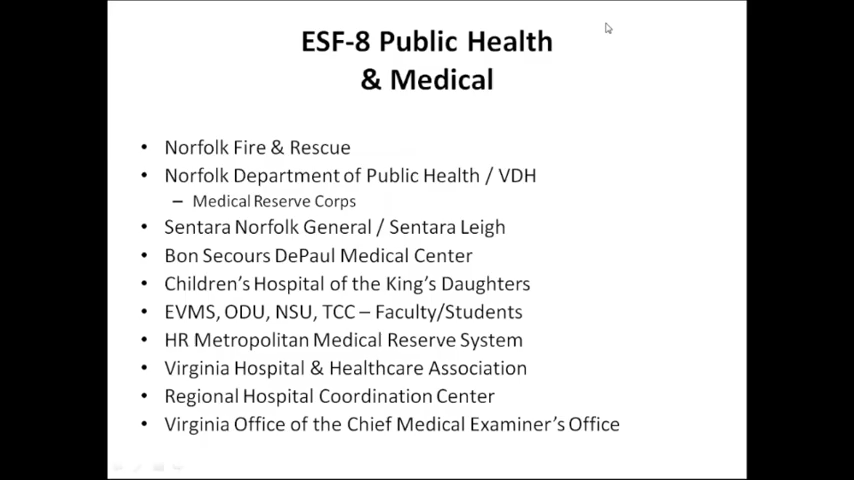 ESF-8 Public Health
& Medical
• Norfolk Fire & Rescue
• Norfolk Department of Public Health / VDH
– Medical Reserve Corps
• Sentara Norfolk General / Sentara Leigh
• Bon Secours DePaul Medical Center
• Children's Hospital of the King's Daughters
• EVMS, ODU, NSU, TCC – Faculty/Students
• HR Metropolitan Medical Reserve System
• Virginia Hospital & Healthcare Association
• Regional Hospital Coordination Center
• Virginia Office of the Chief Medical Examiner's Office